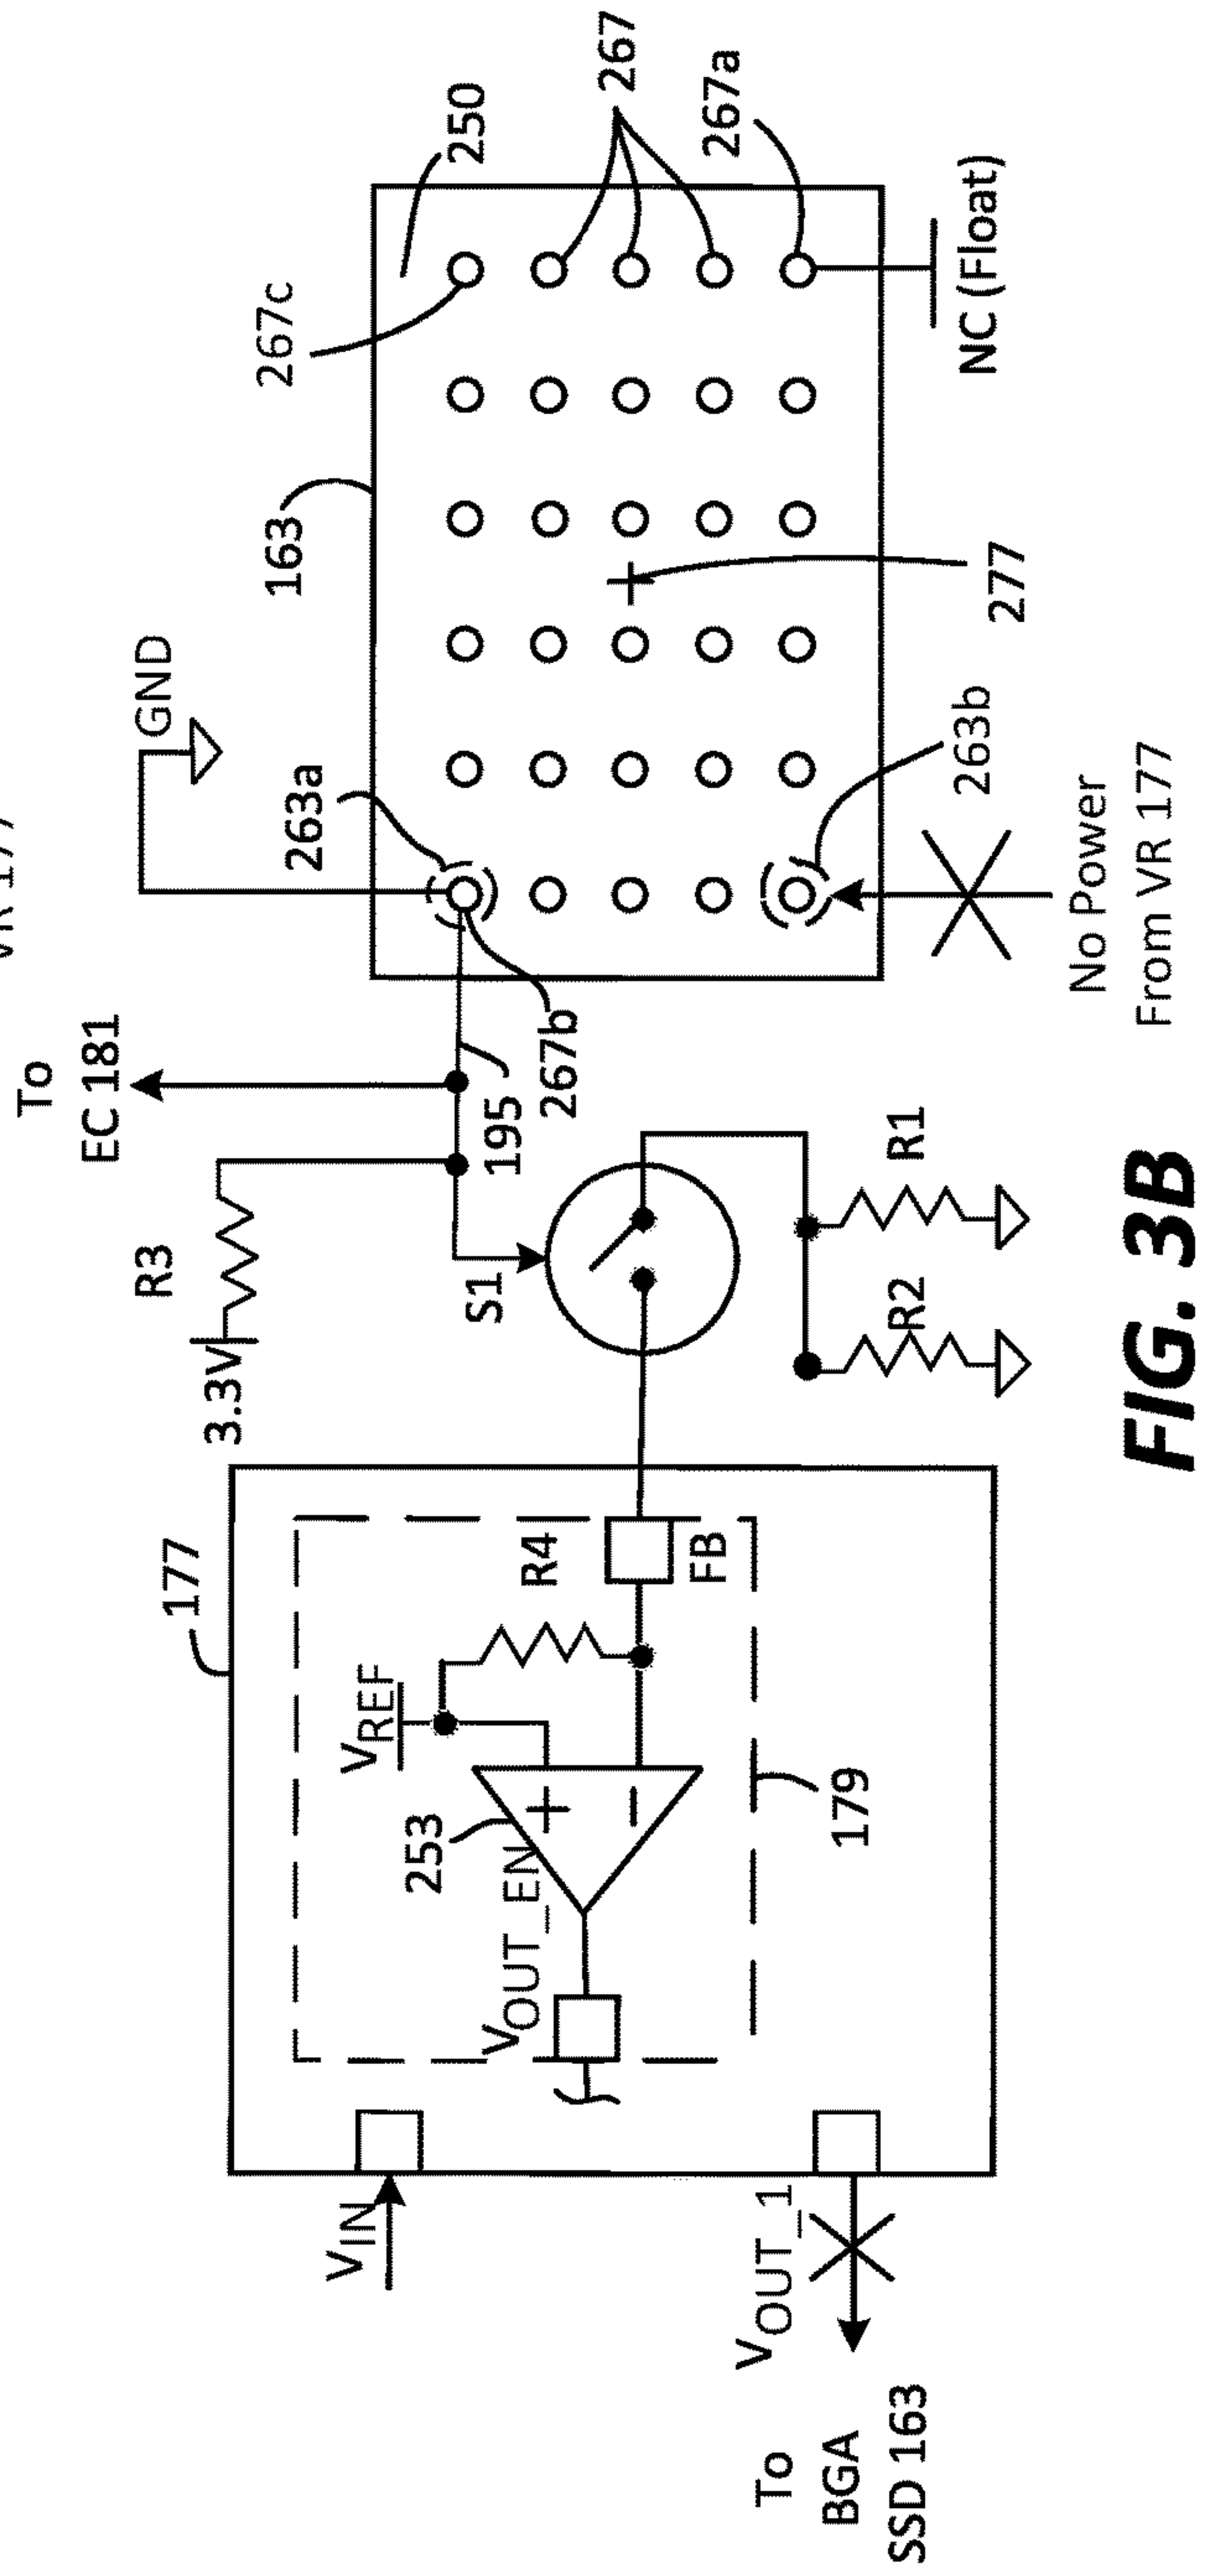 VR 177
To
EC 181
GND
163
267c
250
267
267a
R3
3.3V
263a
195
267b
S1
NC (Float)
277
263b
No Power
From VR 177
R1
R2
177
R4
FB
VREF
253
VOUT_EN
179
VIN
VOUT_1
To
BGA
SSD 163
FIG. 3B